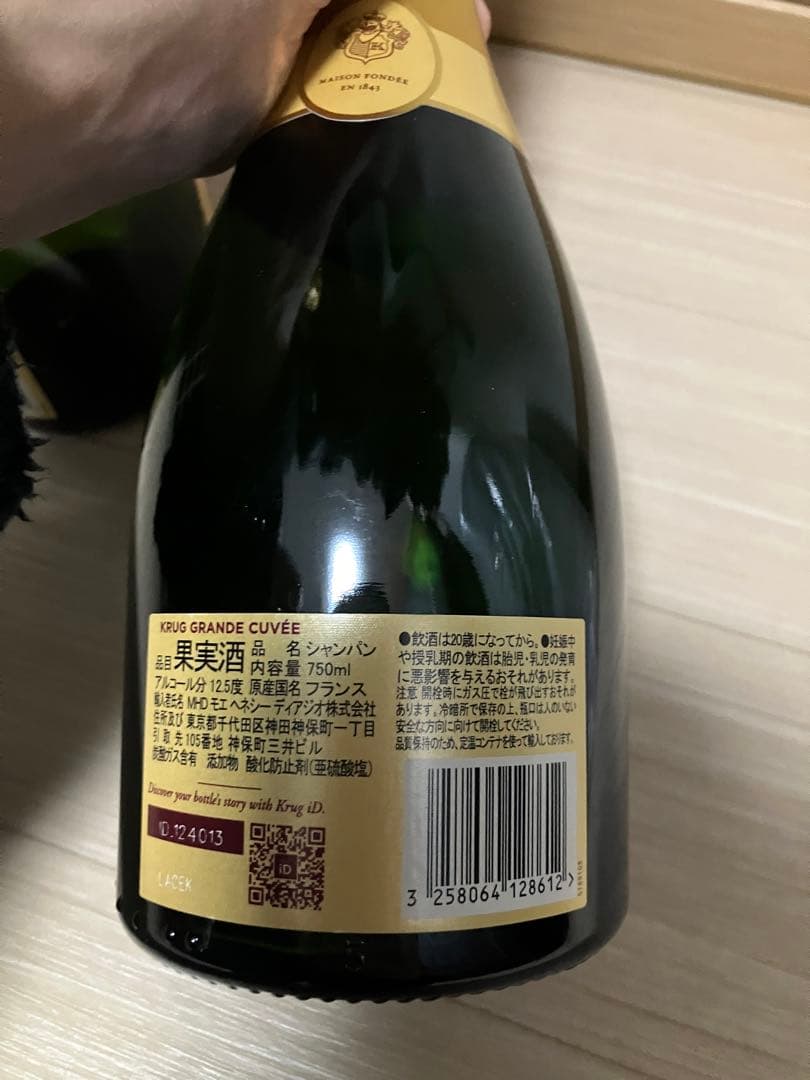 K
MAISON FONDÉE
EN 1843
KRUG GRANDE CUVÉE
品目 果実酒 品名 シャンパン
内容量 750ml
アルコール分 12.5度 原産国名 フランス
輸入者氏名 MHD モエ ヘネシー ディアジオ株式会社
住所及び 東京都千代田区神田神保町一丁目
引取先 105番地 神保町三井ビル
炭酸ガス含有 添加物 酸化防止剤(亜硫酸塩)
Discover your bottle's story with Krug iD.
iD.124013
iD
●飲酒は20歳になってから。●妊娠中
や授乳期の飲酒は胎児・乳児の発育
に悪影響を与えるおそれがあります。
注意 開栓時にガス圧で栓が飛び出すおそれが
あります。冷暗所で保存の上、瓶口は人のいない
安全な方向に向けて開栓してください。
品質保持のため、定温コンテナを使って輸入しております。
3 258064 128612 >